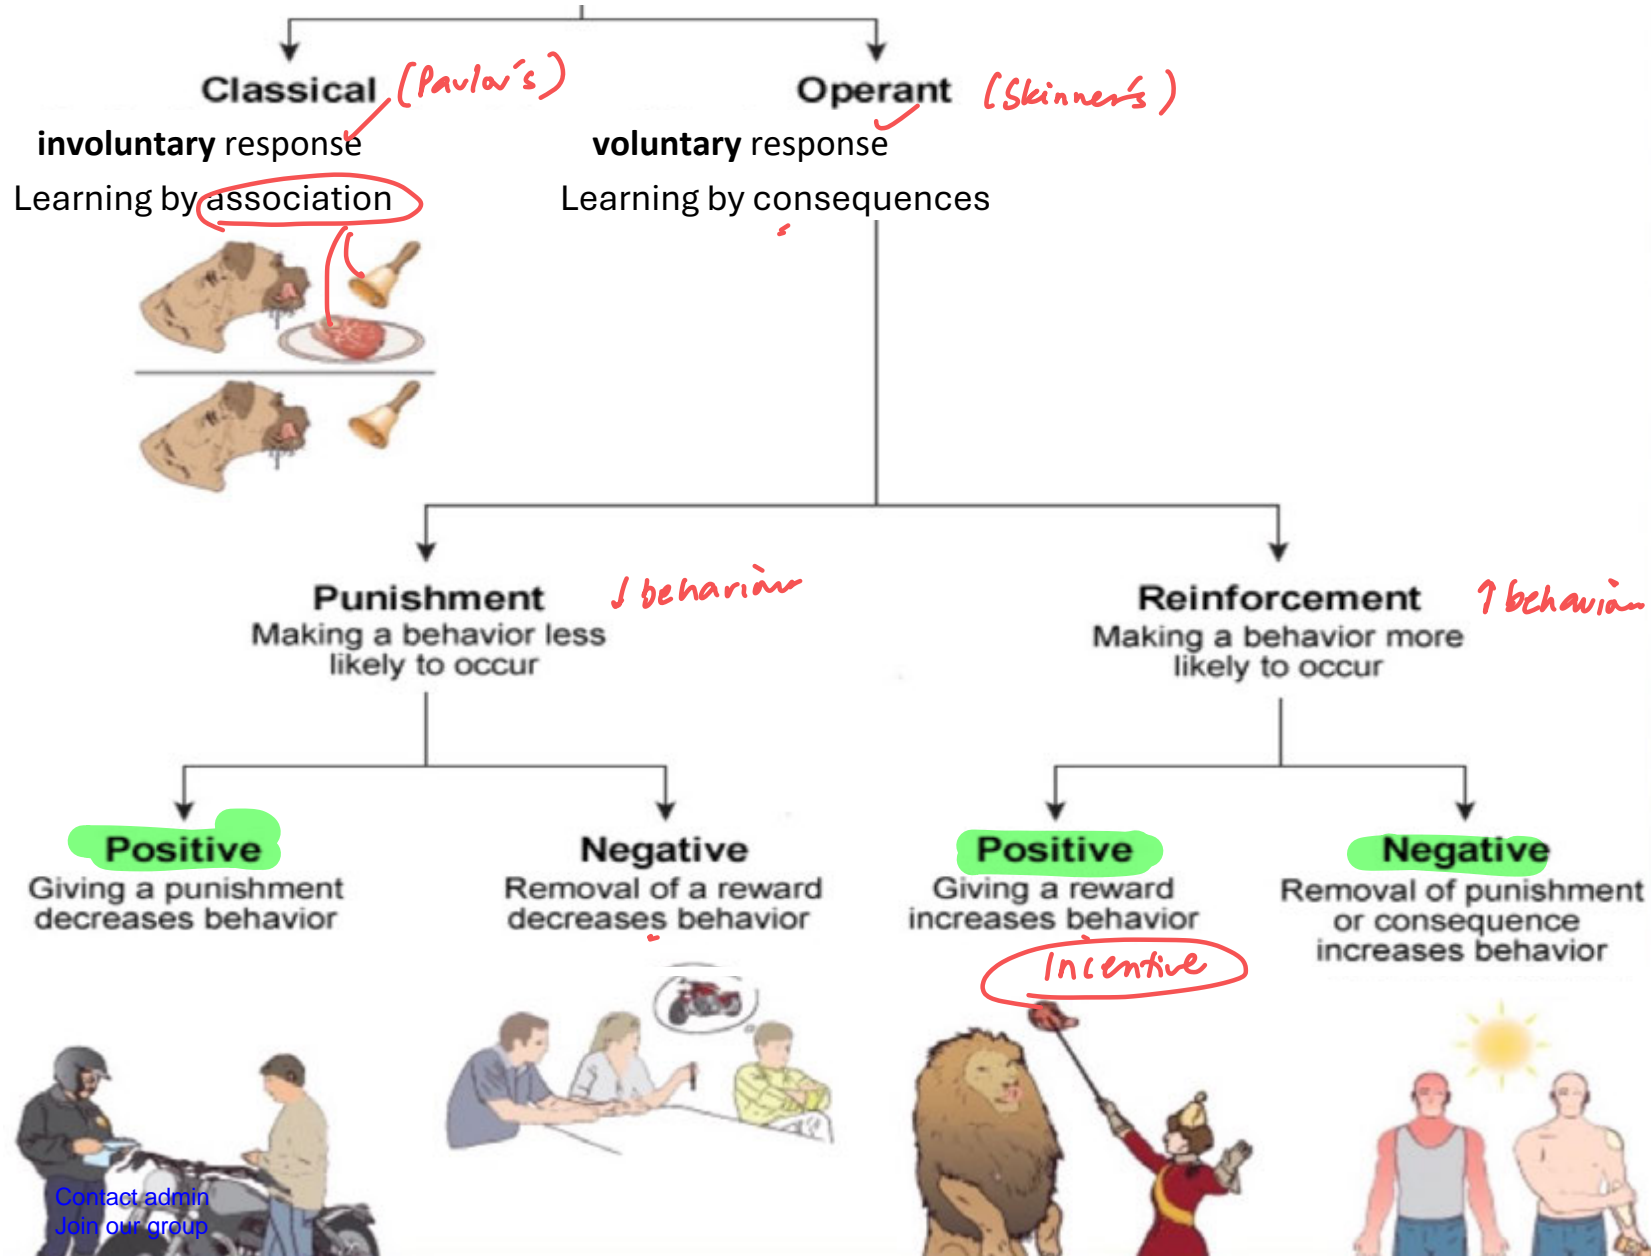 Classical (Pavlov's)
involuntary response
Learning by association
Operant (Skinner's)
voluntary response
Learning by consequences
Punishment ↓ behaviour
Making a behavior less
likely to occur
Reinforcement ↑ behaviour
Making a behavior more
likely to occur
Positive
Giving a punishment
decreases behavior
Negative
Removal of a reward
decreases behavior
Positive
Giving a reward
increases behavior
Incentive
Negative
Removal of punishment
or consequence
increases behavior
Contact admin
Join our group